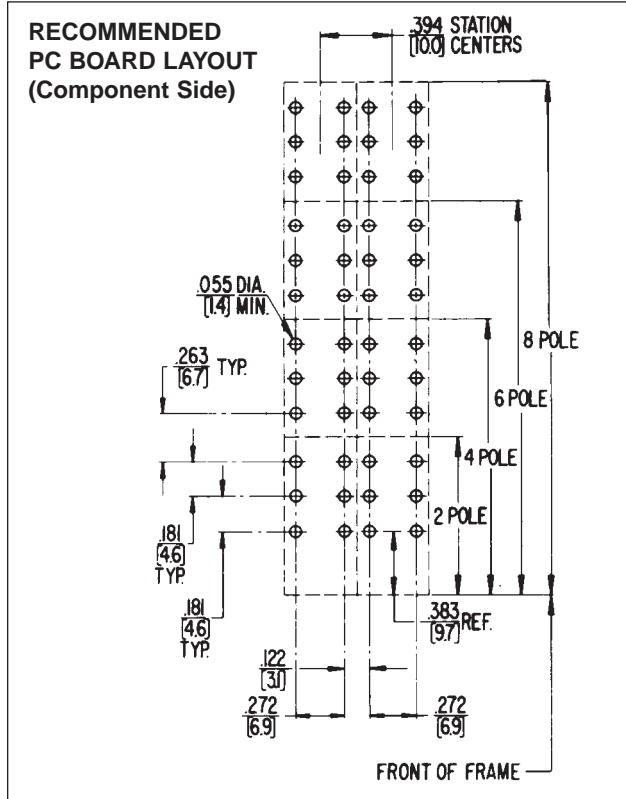 RECOMMENDED
PC BOARD LAYOUT
(Component Side)
.394 STATION
[10.0] CENTERS
.055 DIA.
[1.4] MIN.
.263 TYP.
[6.7]
8 POLE
6 POLE
4 POLE
2 POLE
.181
[4.6]
TYP.
.181
[4.6]
TYP.
.383 REF.
[9.7]
.122
[3.1]
.272
[6.9]
.272
[6.9]
FRONT OF FRAME